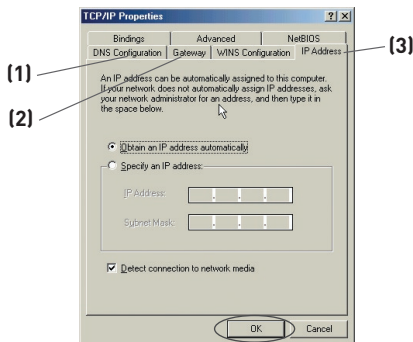 TCP/IP Properties
Bindings Advanced NetBIOS
DNS Configuration Gateway WINS Configuration IP Address
(1)
(2)
(3)
An IP address can be automatically assigned to this computer.
If your network does not automatically assign IP addresses, ask
your network administrator for an address, and then type it in
the space below.
Obtain an IP address automatically
Specify an IP address:
IP Address:
Subnet Mask:
Detect connection to network media
OK Cancel